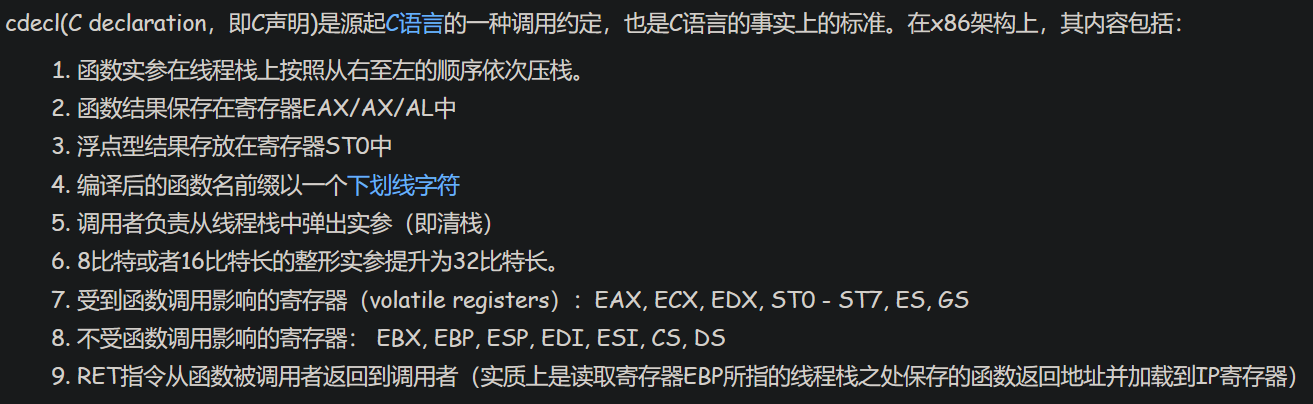 cdecl(C declaration，即C声明)是源起C语言的一种调用约定，也是C语言的事实上的标准。在x86架构上，其内容包括：
1. 函数实参在线程栈上按照从右至左的顺序依次压栈。
2. 函数结果保存在寄存器EAX/AX/AL中
3. 浮点型结果存放在寄存器ST0中
4. 编译后的函数名前缀以一个下划线字符
5. 调用者负责从线程栈中弹出实参（即清栈）
6. 8比特或者16比特长的整形实参提升为32比特长。
7. 受到函数调用影响的寄存器（volatile registers）：EAX, ECX, EDX, ST0 - ST7, ES, GS
8. 不受函数调用影响的寄存器： EBX, EBP, ESP, EDI, ESI, CS, DS
9. RET指令从函数被调用者返回到调用者（实质上是读取寄存器EBP所指的线程栈之处保存的函数返回地址并加载到IP寄存器）